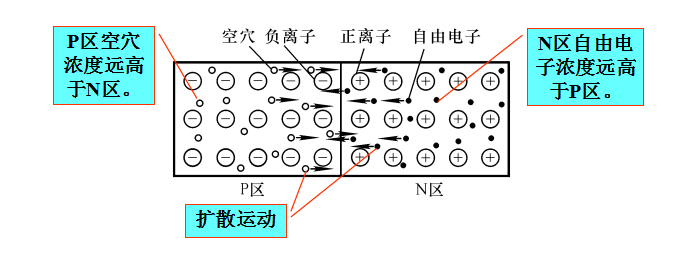 P区空穴
浓度远高
于N区。
空穴 负离子 正离子 自由电子
N区自由电
子浓度远高
于P区。
P区 N区
扩散运动